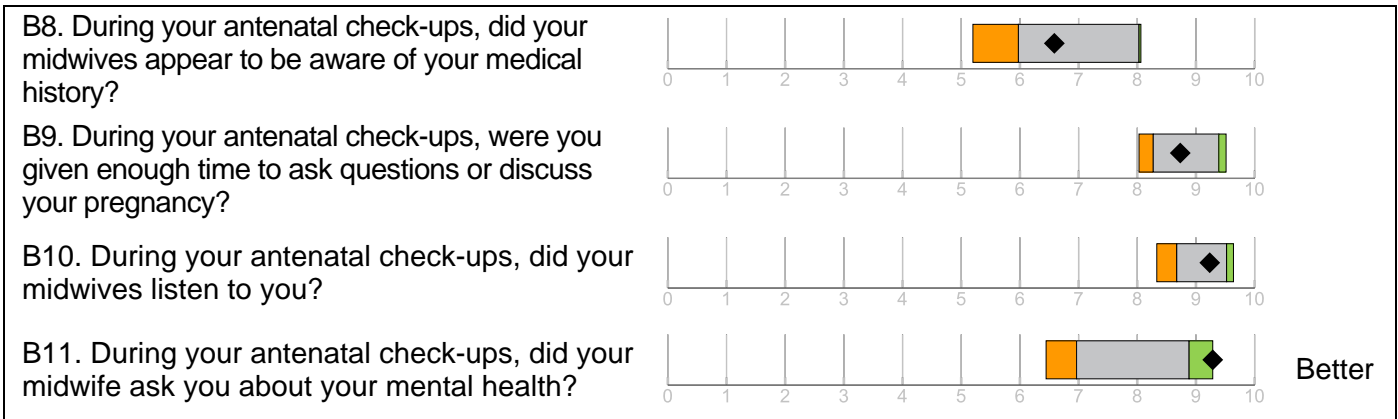 B8. During your antenatal check-ups, did your
midwives appear to be aware of your medical
history?
0 1 2 3 4 5 6 7 8 9 10
B9. During your antenatal check-ups, were you
given enough time to ask questions or discuss
your pregnancy?
0 1 2 3 4 5 6 7 8 9 10
B10. During your antenatal check-ups, did your
midwives listen to you?
0 1 2 3 4 5 6 7 8 9 10
B11. During your antenatal check-ups, did your
midwife ask you about your mental health?
Better
0 1 2 3 4 5 6 7 8 9 10